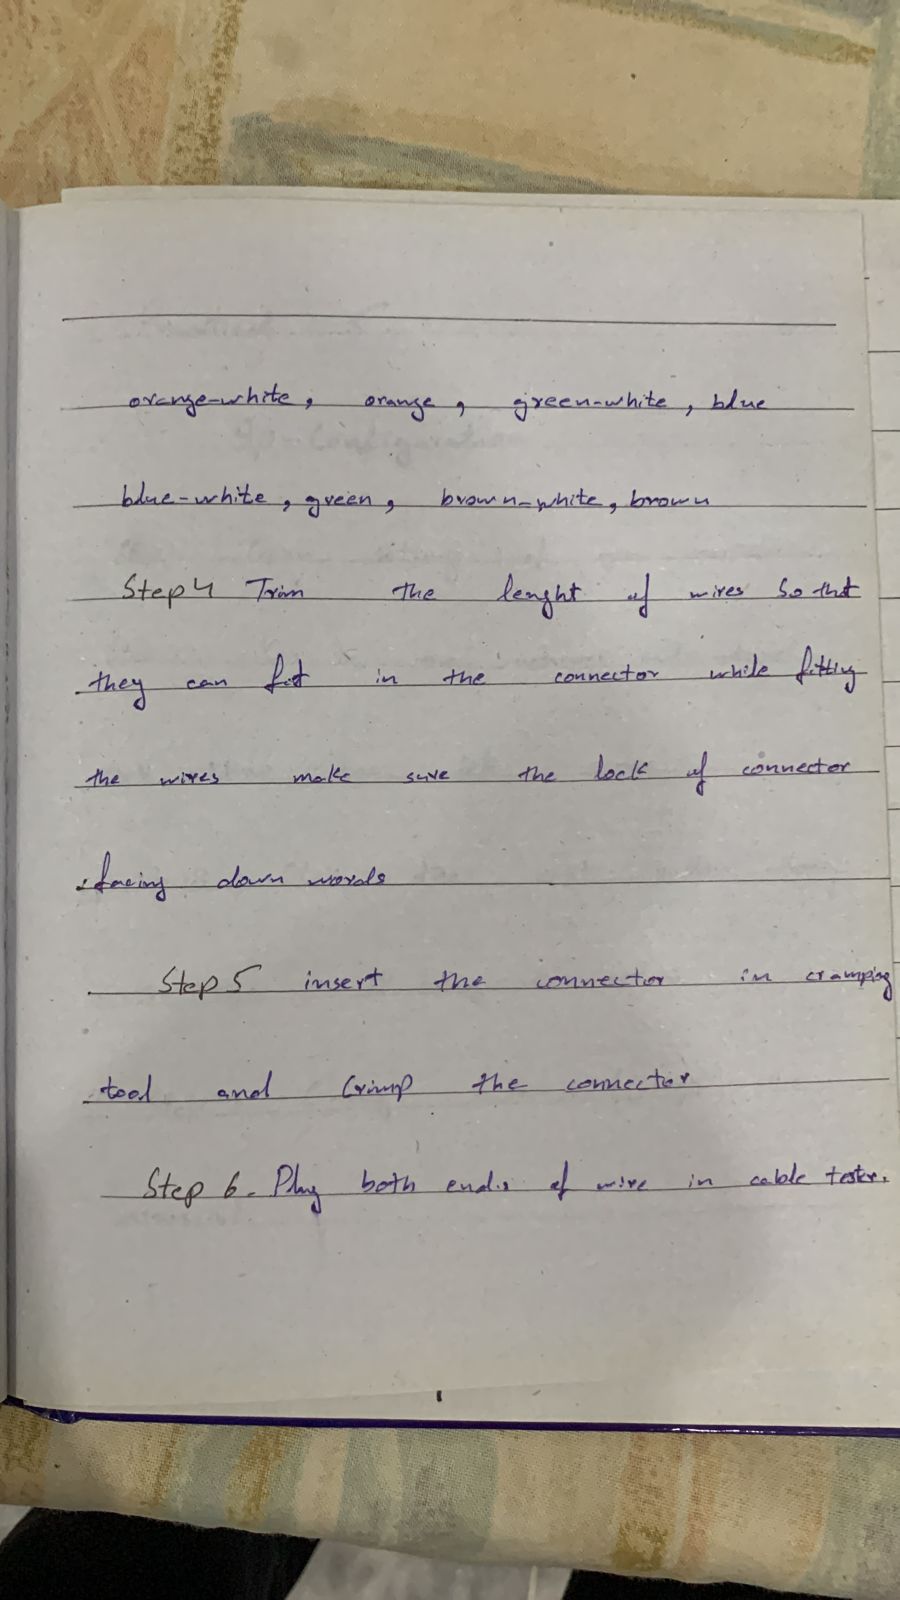 orange-white, orange, green-white, blue
blue-white, green, brown-white, brown
Step 4 Trim the lenght of wires so that
they can fit in the connector while fitting
the wires make sure the lock of connector
facing down words
Step 5 insert the connector in cramping
tool and Crimp the connector
Step 6. Plug both ends of wire in cable tester.